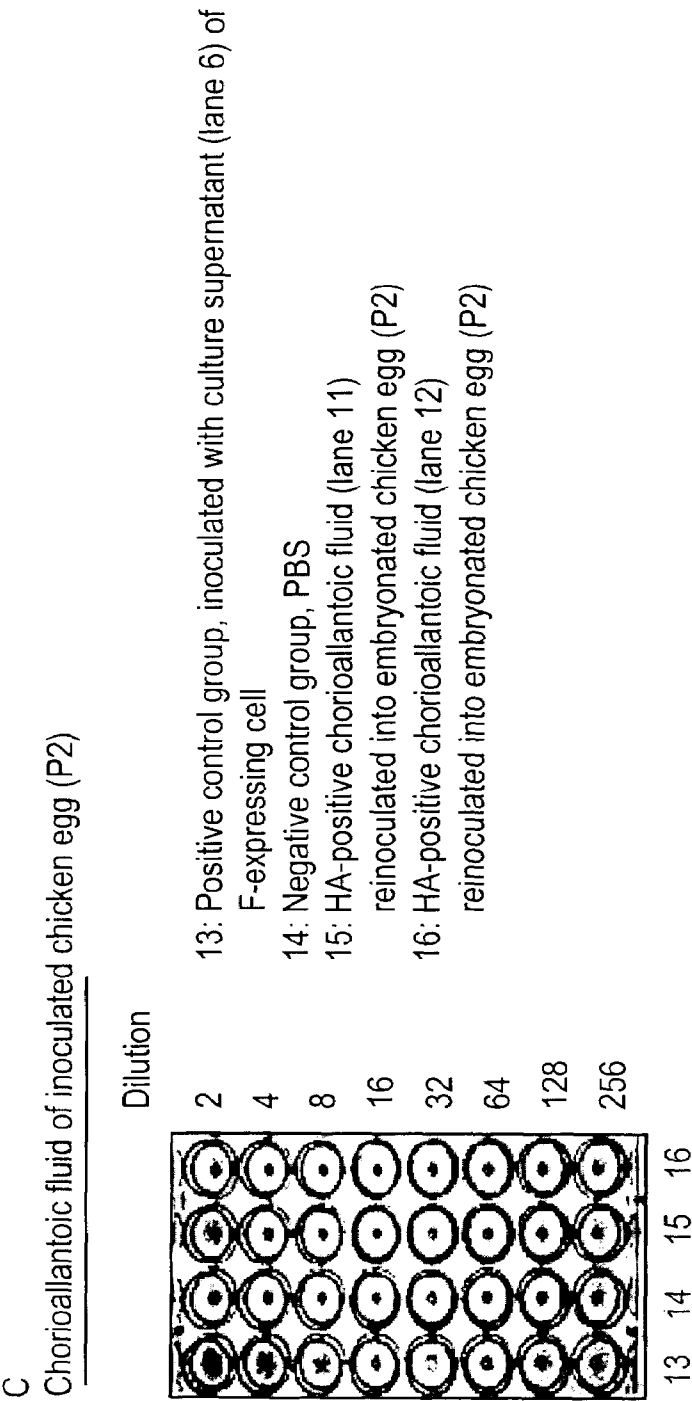 C
Chorioallantoic fluid of inoculated chicken egg (P2)
Dilution
2
4
8
16
32
64
128
256
13 14 15 16
13: Positive control group, inoculated with culture supernatant (lane 6) of
F-expressing cell
14: Negative control group, PBS
15: HA-positive chorioallantoic fluid (lane 11)
reinoculated into embryonated chicken egg (P2)
16: HA-positive chorioallantoic fluid (lane 12)
reinoculated into embryonated chicken egg (P2)